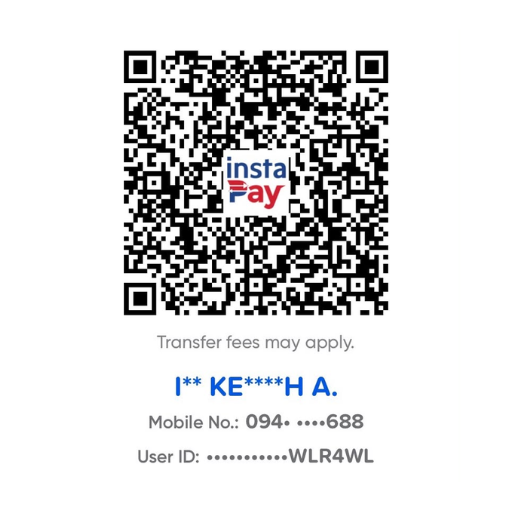 insta
Pay
Transfer fees may apply.
I** KE****H A.
Mobile No.: 094• ••••688
User ID: •••••••••••WLR4WL